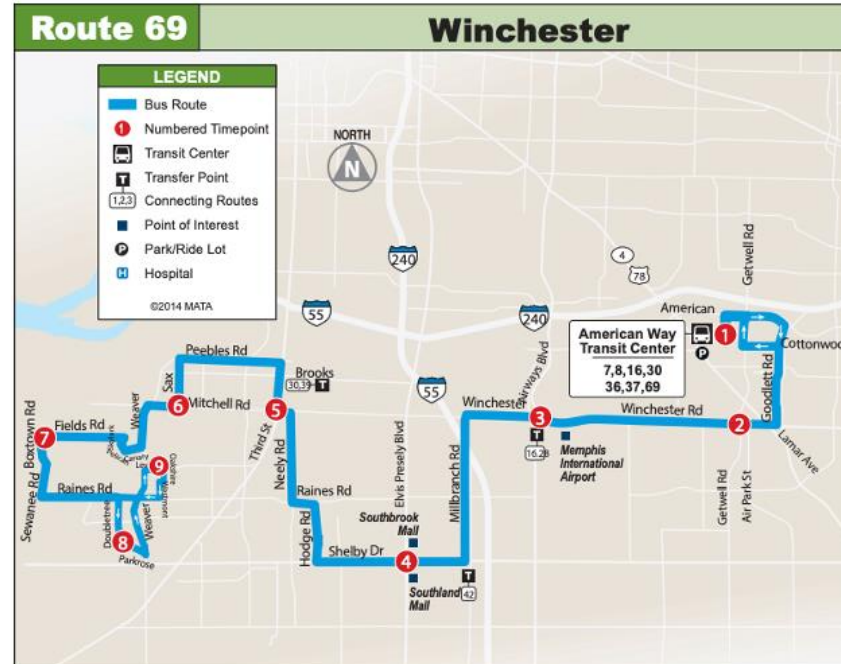 Route 69
Winchester
LEGEND
Bus Route
1 Numbered Timepoint
Transit Center
T Transfer Point
1,2,3 Connecting Routes
Point of Interest
P Park/Ride Lot
H Hospital
©2014 MATA
NORTH
N
240
4
78
55
240
Getwell Rd
American
1
P
American Way
Transit Center
7,8,16,30
36,37,69
Cottonwood
Goodlett Rd
Peebles Rd
Brooks
30,39 T
Sax
6 Mitchell Rd
5
Weaver
Third St
Neely Rd
55
Elvis Presely Blvd
Millbranch Rd
Winchester
3
T
Winchester Rd
2
Memphis
International
Airport
Lamar Ave
Getwell Rd
Air Park St
7
Fields Rd
Boxtown Rd
Sewanee Rd
Raines Rd
9
Weaver
Doubletree
8
Parkrose
Raines Rd
Hodge Rd
Shelby Dr
Southbrook
Mall
4
Southland
Mall
T
42